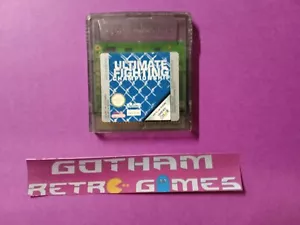 ULTIMATE
FIGHTING
CHAMPIONSHIP
GOTHAM
RETRO GAMES